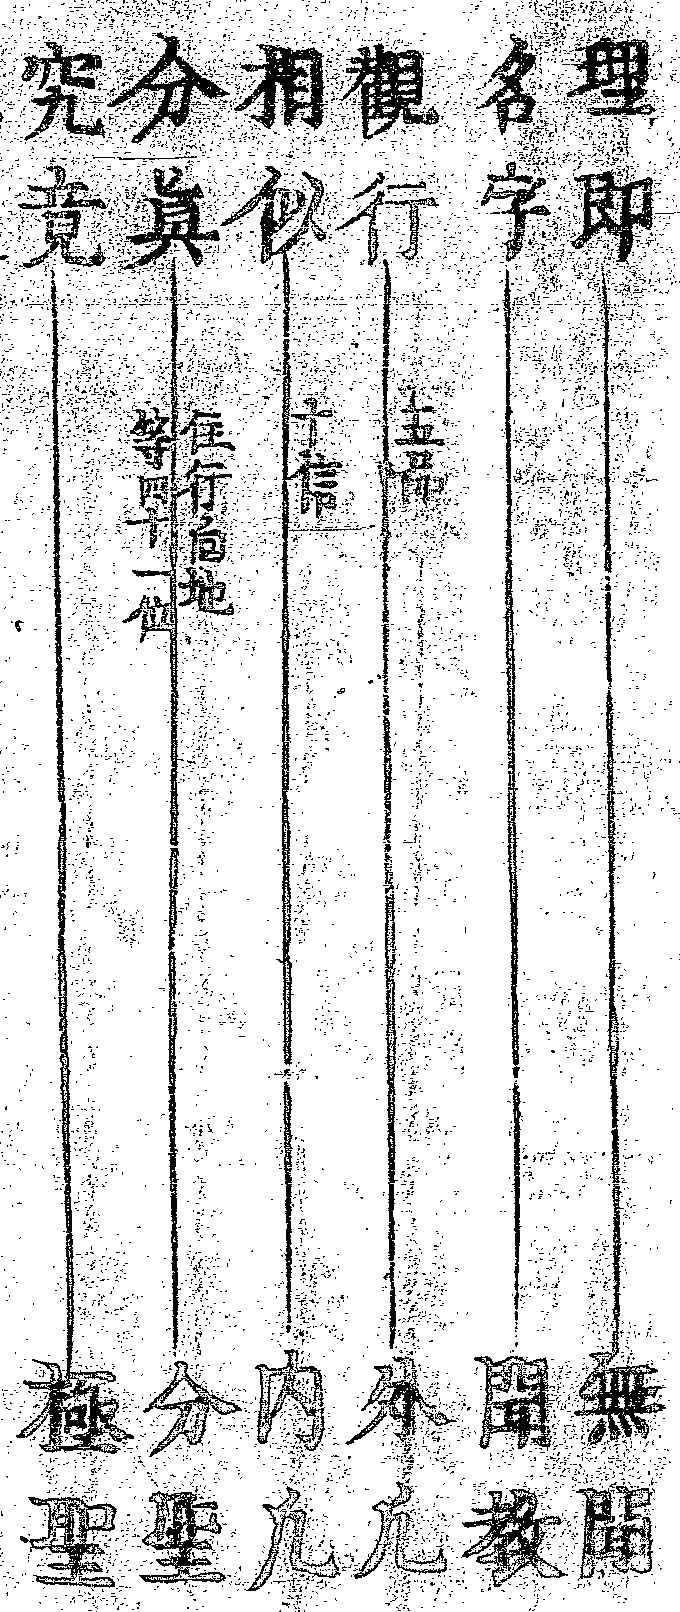 理即 無聞
名字 聞教
觀行 五品 外凡
相似 十信 内凡
分眞 住行向地 等四十一位 分聖
究竟 極聖